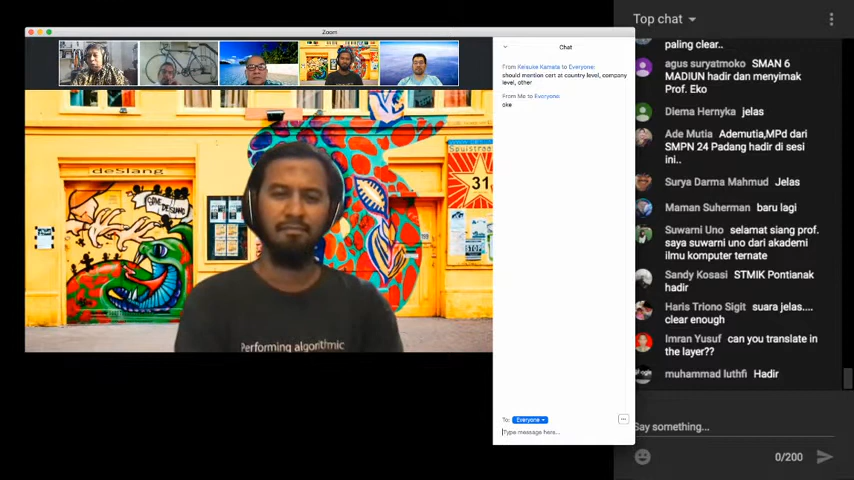 Zoom
deSlang
SAVE
DESLANG
Spuistraat
31
STOP
Performing algorithmic
Chat
From Keisuke Kamata to Everyone:
should mention cert at country level, company
level, other
From Me to Everyone:
oke
To: Everyone
Type message here...
Top chat
paling clear..
agus suryatmoko SMAN 6
MADIUN hadir dan menyimak
Prof. Eko
Diema Hernyka jelas
Ade Mutia Ademutia,MPd dari
SMPN 24 Padang hadir di sesi
ini..
Surya Darma Mahmud Jelas
Maman Suherman baru lagi
Suwarni Uno selamat siang prof.
saya suwarni uno dari akademi
ilmu komputer ternate
Sandy Kosasi STMIK Pontianak
hadir
Haris Triono Sigit suara jelas....
clear enough
Imran Yusuf can you translate in
the layer??
muhammad luthfi Hadir
Say something...
0/200